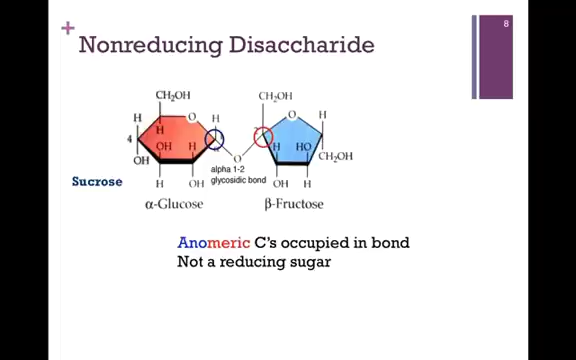 8
+ Nonreducing Disaccharide
CH₂OH CH₂OH
H O H O H
H
4 OH H H HO
OH O CH₂OH
alpha 1-2
glycosidic bond
H OH OH H
Sucrose
α-Glucose β-Fructose
Anomeric C's occupied in bond
Not a reducing sugar